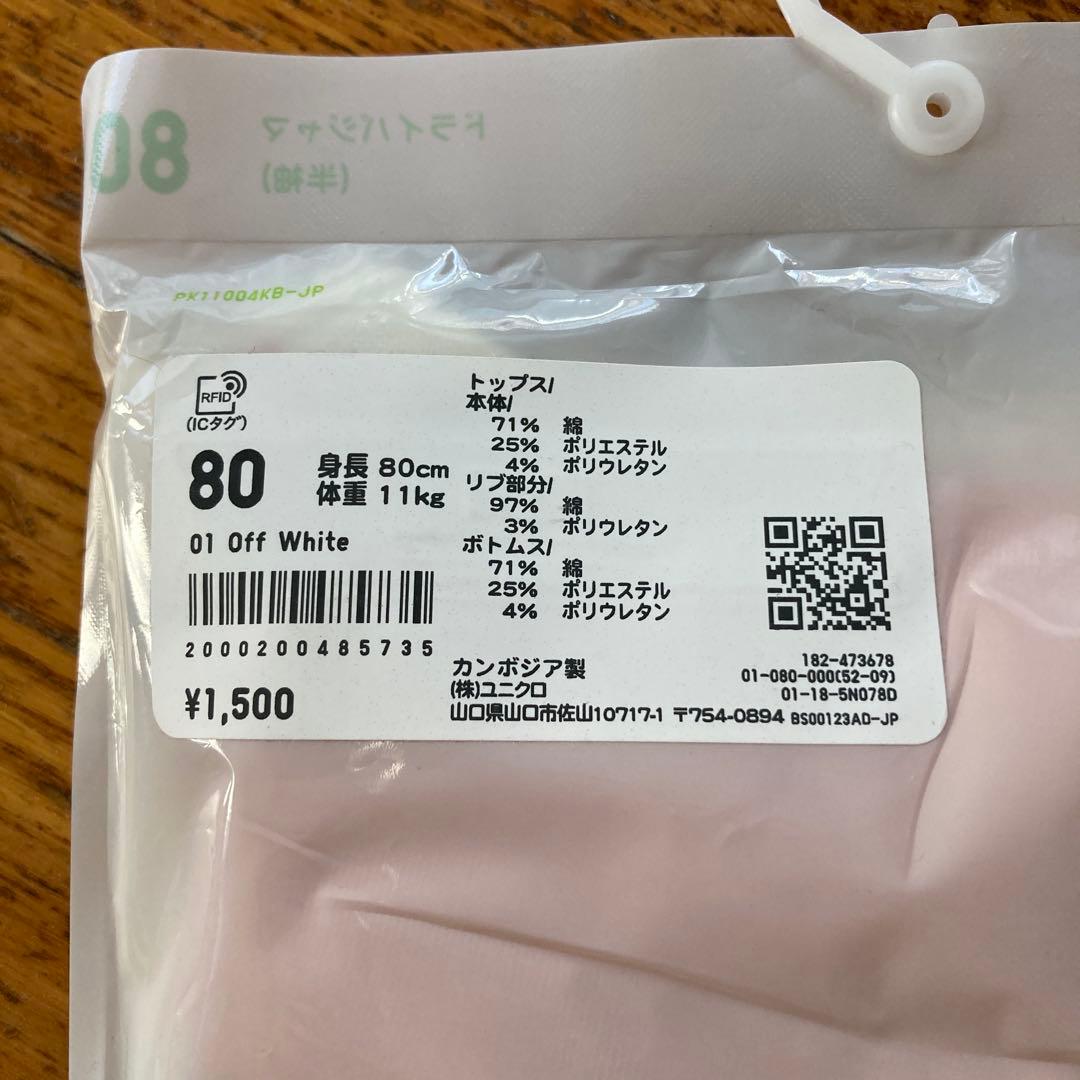 80
ドライパジャマ
(半袖)
PK11004KB-JP
RFID
(ICタグ)
80 身長 80cm
体重 11kg
01 Off White
2000200485735
¥1,500
トップス/
本体/
71% 綿
25% ポリエステル
4% ポリウレタン
リブ部分/
97% 綿
3% ポリウレタン
ボトムス/
71% 綿
25% ポリエステル
4% ポリウレタン
カンボジア製
(株)ユニクロ
山口県山口市佐山10717-1 〒754-0894 BS00123AD-JP
182-473678
01-080-000(52-09)
01-18-5N078D